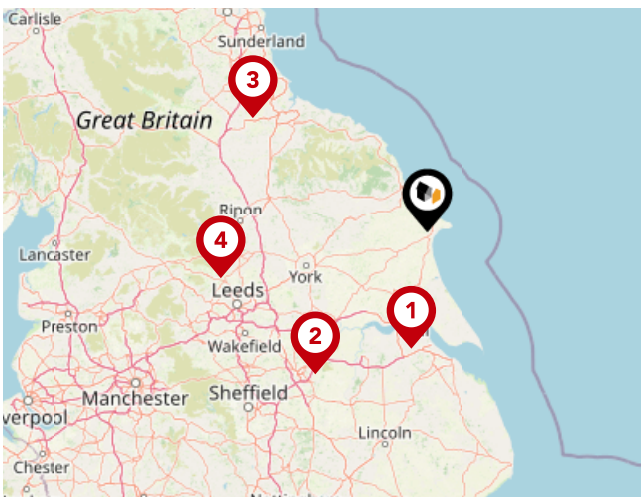 Carlisle
Sunderland
3
Great Britain
Ripon
4
Lancaster
York
Leeds
1
Preston
2
Wakefield
Manchester
Sheffield
verpool
Lincoln
Chester